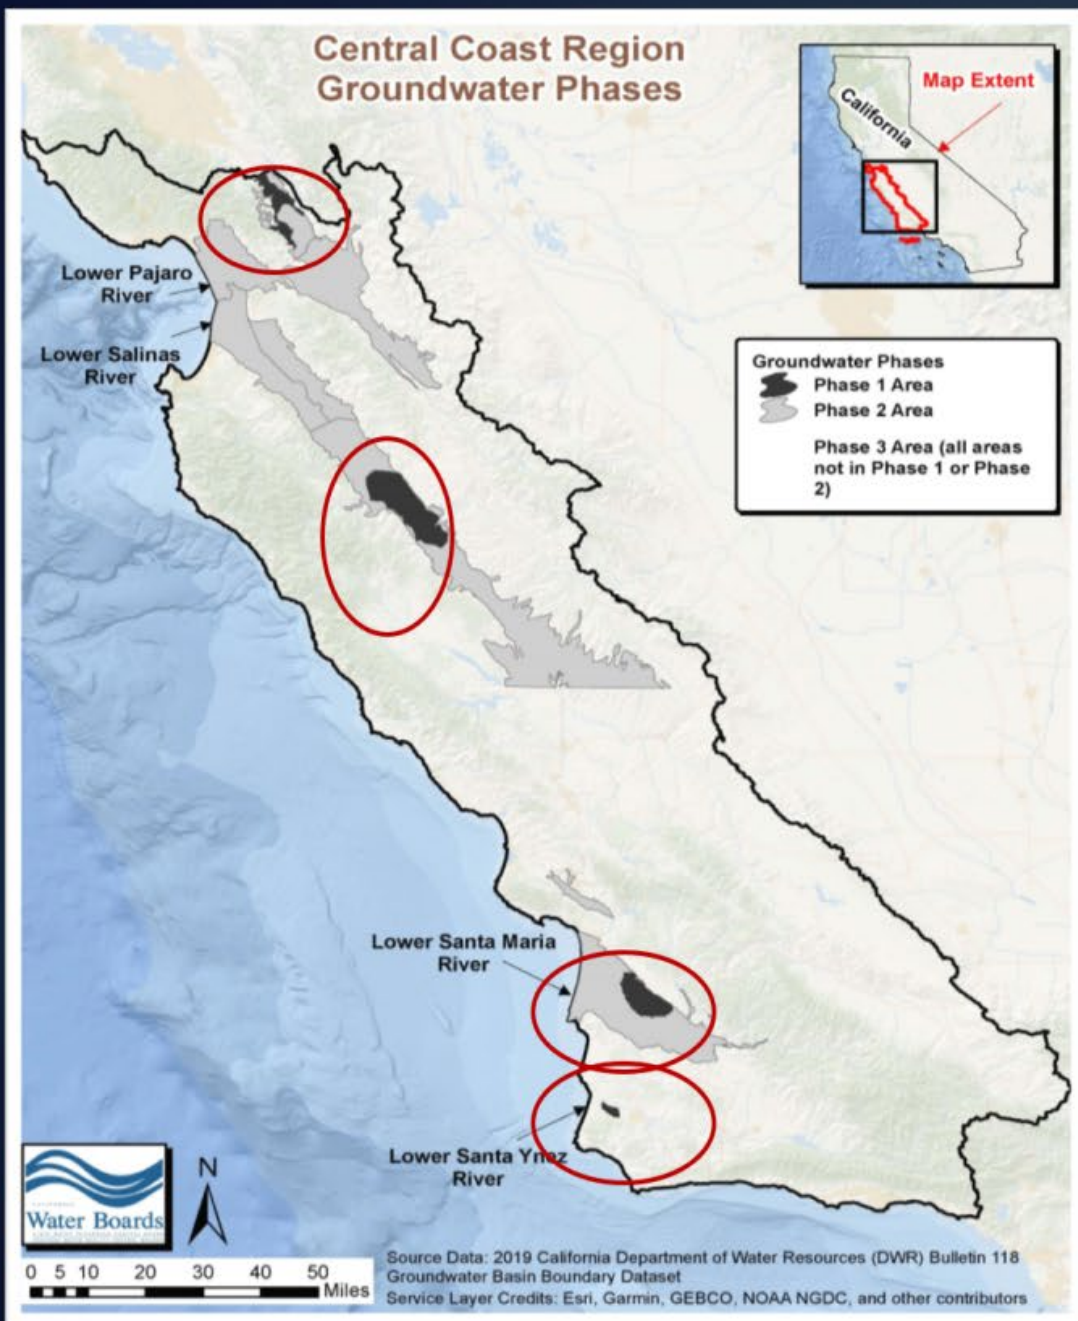 Central Coast Region
Groundwater Phases
Map Extent
California
Lower Pajaro
River
Lower Salinas
River
Groundwater Phases
Phase 1 Area
Phase 2 Area
Phase 3 Area (all areas
not in Phase 1 or Phase
2)
Lower Santa Maria
River
Lower Santa Ynez
River
CALIFORNIA
Water Boards
N
0 5 10 20 30 40 50
Miles
Source Data: 2019 California Department of Water Resources (DWR) Bulletin 118
Groundwater Basin Boundary Dataset
Service Layer Credits: Esri, Garmin, GEBCO, NOAA NGDC, and other contributors